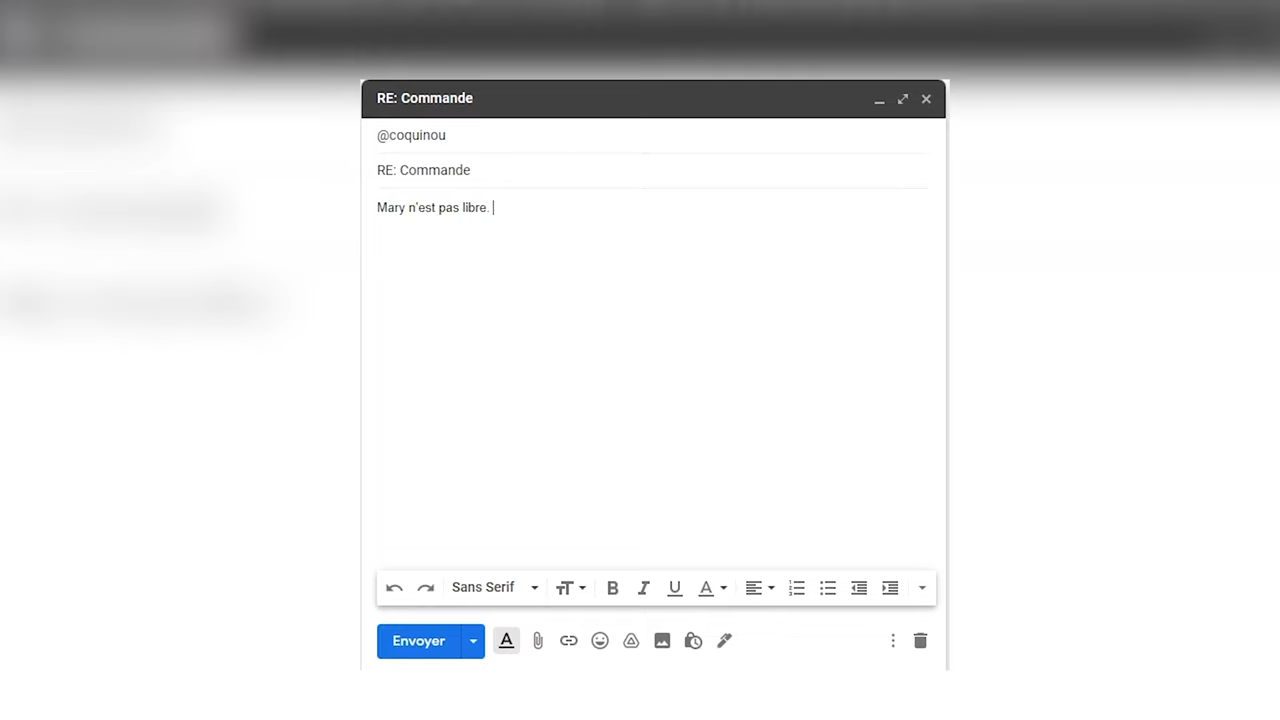 RE: Commande
@coquinou
RE: Commande
Mary n'est pas libre.
Sans Serif
Envoyer